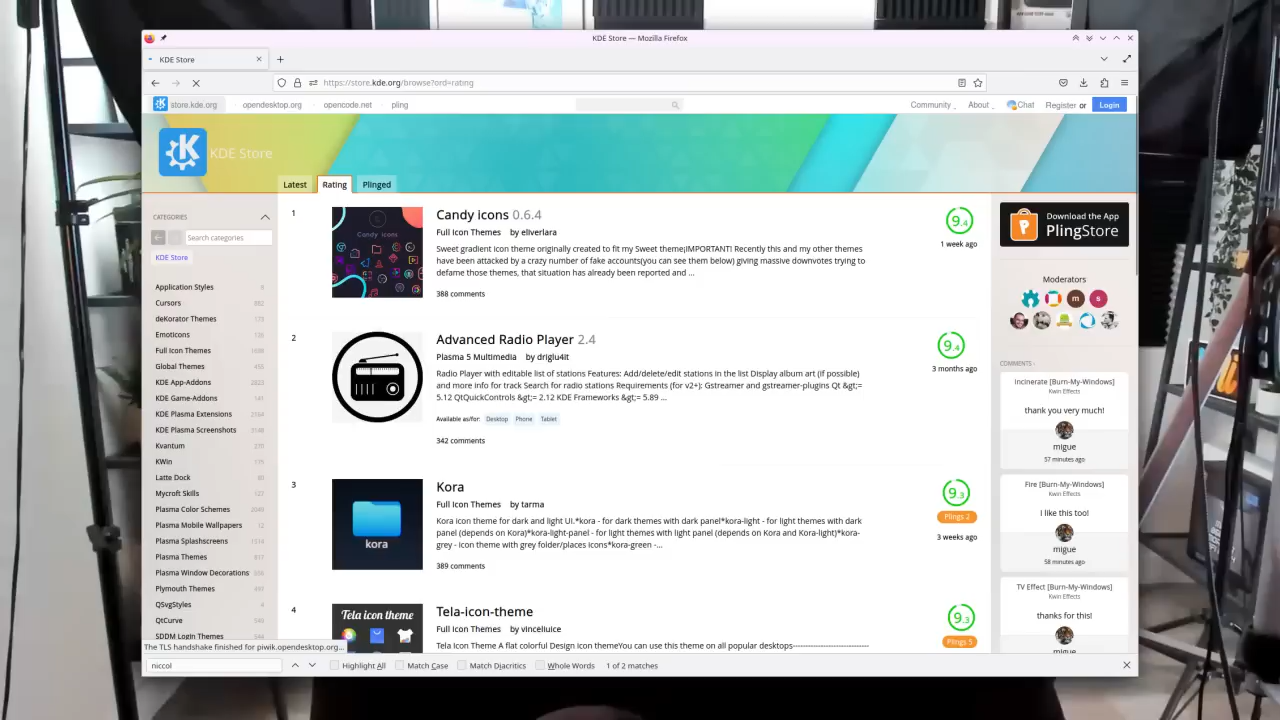 KDE Store — Mozilla Firefox
KDE Store
https://store.kde.org/browse?ord=rating
store.kde.org
opendesktop.org
opencode.net
pling
Community
About
Chat
Register or
Login
KDE Store
Latest
Rating
Plinged
CATEGORIES
Search categories
KDE Store
Application Styles
Cursors
deKorator Themes
Emoticons
Full Icon Themes
Global Themes
KDE App-Addons
KDE Game-Addons
KDE Plasma Extensions
KDE Plasma Screenshots
Kvantum
KWin
Latte Dock
Mycroft Skills
Plasma Color Schemes
Plasma Mobile Wallpapers
Plasma Splashscreens
Plasma Themes
Plasma Window Decorations
Plymouth Themes
QSvgStyles
QtCurve
SDDM Login Themes
1
Candy icons
Candy icons 0.6.4
Full Icon Themes by eliverlara
Sweet gradient icon theme originally created to fit my Sweet theme¡IMPORTANT! Recently this and my other themes
have been attacked by a crazy number of fake accounts(you can see them below) giving massive downvotes trying to
defame those themes, that situation has already been reported and ...
388 comments
9.4
1 week ago
2
Advanced Radio Player 2.4
Plasma 5 Multimedia by driglu4it
Radio Player with editable list of stations Features: Add/delete/edit stations in the list Display album art (if possible)
and more info for track Search for radio stations Requirements (for v2+): Gstreamer and gstreamer-plugins Qt &gt;=
5.12 QtQuickControls &gt;= 2.12 KDE Frameworks &gt;= 5.89 ...
Available as/for: Desktop Phone Tablet
342 comments
9.4
3 months ago
3
kora
Kora
Full Icon Themes by tarma
Kora icon theme for dark and light UI.*kora - for dark themes with dark panel*kora-light - for light themes with dark
panel (depends on Kora)*kora-light-panel - for light themes with light panel (depends on Kora and Kora-light)*kora-
grey - icon theme with grey folder/places icons*kora-green -...
389 comments
9.3
Plings 2
3 weeks ago
4
Tela icon theme
Tela-icon-theme
Full Icon Themes by vinceliuice
Tela Icon Theme A flat colorful Design icon themeYou can use this theme on all popular desktops
9.3
Plings 5
Download the App
PlingStore
Moderators
m
s
COMMENTS
Incinerate [Burn-My-Windows]
Kwin Effects
thank you very much!
migue
57 minutes ago
Fire [Burn-My-Windows]
Kwin Effects
I like this too!
migue
58 minutes ago
TV Effect [Burn-My-Windows]
Kwin Effects
thanks for this!
migue
The TLS handshake finished for piwik.opendesktop.org...
niccol
Highlight All
Match Case
Match Diacritics
Whole Words
1 of 2 matches